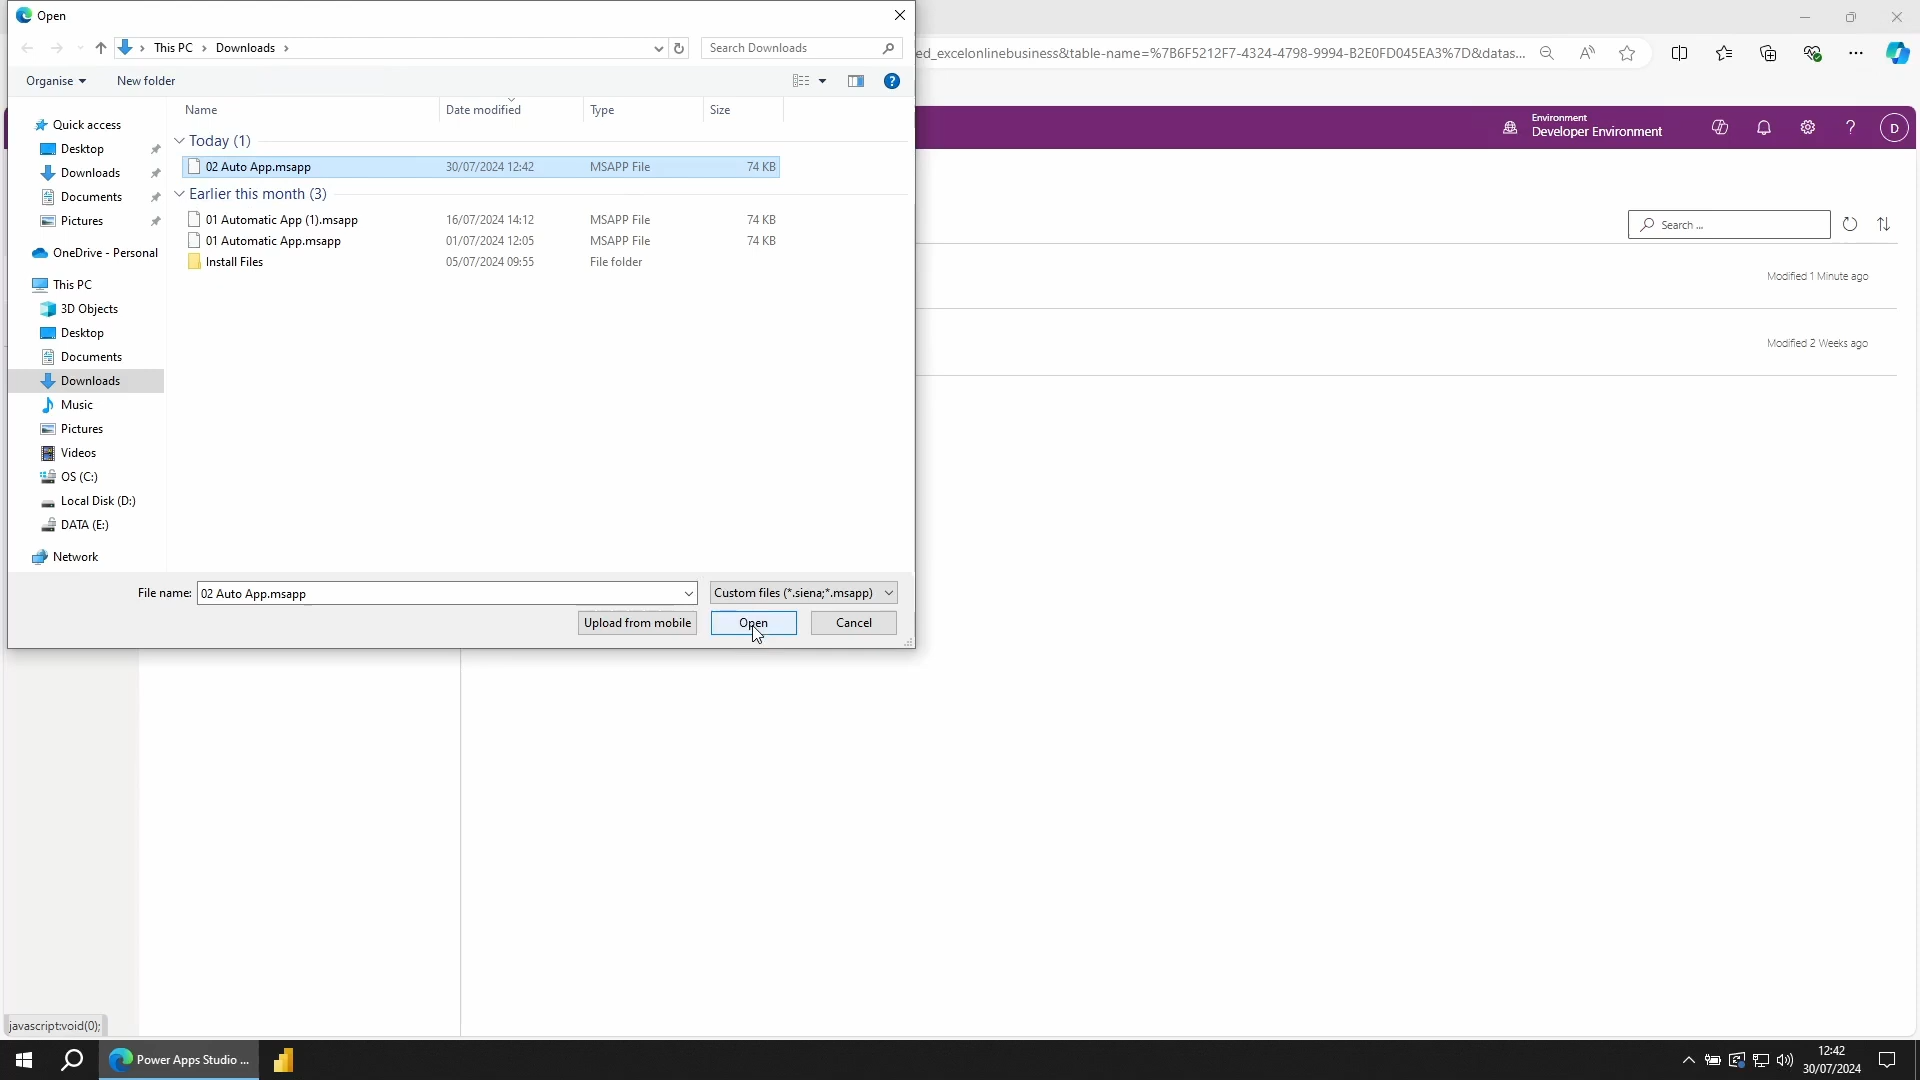 Open
This PC
Downloads
Search Downloads
ed_excelonlinebusiness&table-name=%7B6F5212F7-4324-4798-9994-B2E0FD045EA3%7D&datas...
Organise
New folder
Name
Date modified
Type
Size
Environment
Developer Environment
D
Quick access
Desktop
Downloads
Documents
Pictures
OneDrive - Personal
This PC
3D Objects
Desktop
Documents
Downloads
Music
Pictures
Videos
OS (C:)
Local Disk (D:)
DATA (E:)
Network
Today (1)
02 Auto App.msapp 30/07/2024 12:42 MSAPP File 74 KB
Earlier this month (3)
01 Automatic App (1).msapp 16/07/2024 14:12 MSAPP File 74 KB
01 Automatic App.msapp 01/07/2024 12:05 MSAPP File 74 KB
Install Files 05/07/2024 09:55 File folder
Search ...
Modified 1 Minute ago
Modified 2 Weeks ago
File name: 02 Auto App.msapp
Custom files (*.siena;*.msapp)
Upload from mobile
Open
Cancel
javascript:void(0);
Power Apps Studio ...
12:42
30/07/2024